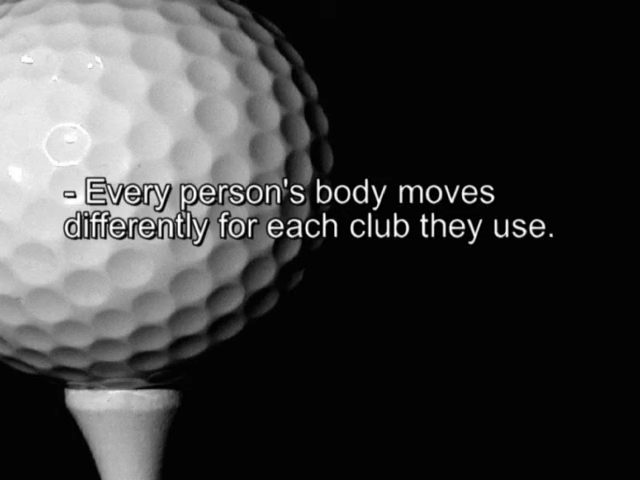 - Every person's body moves
differently for each club they use.